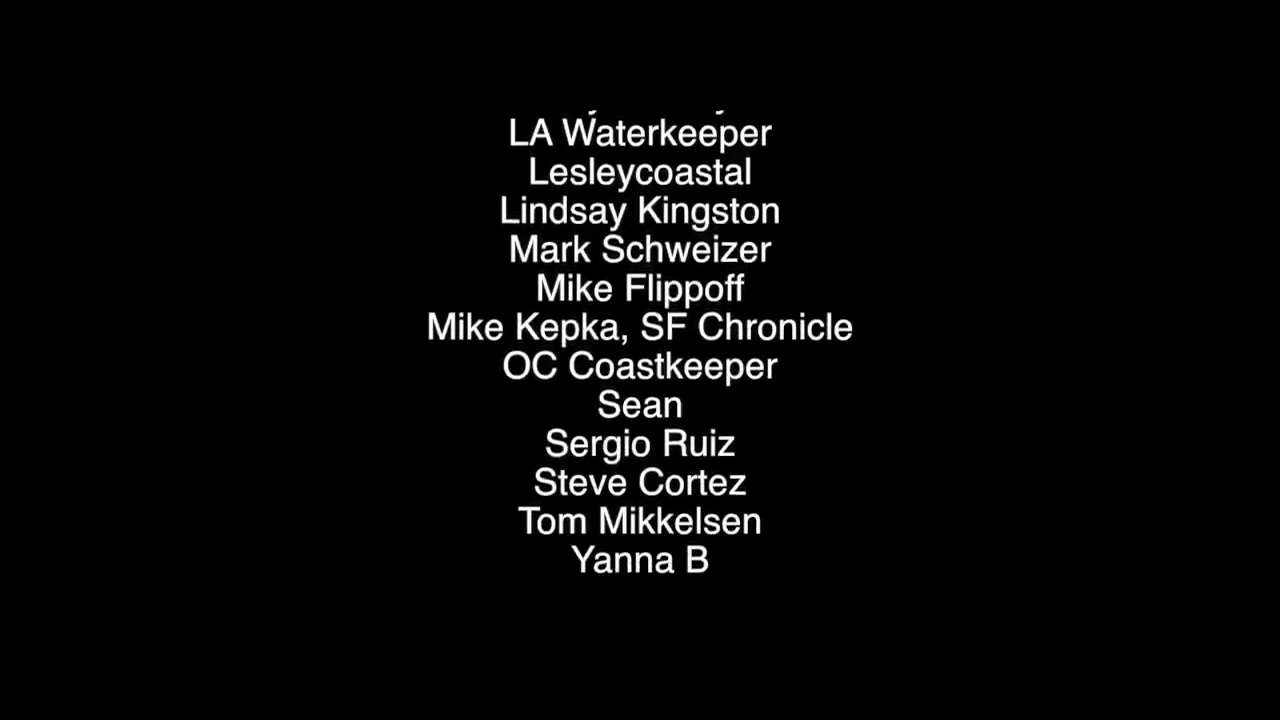 LA Waterkeeper
Lesleycoastal
Lindsay Kingston
Mark Schweizer
Mike Flippoff
Mike Kepka, SF Chronicle
OC Coastkeeper
Sean
Sergio Ruiz
Steve Cortez
Tom Mikkelsen
Yanna B